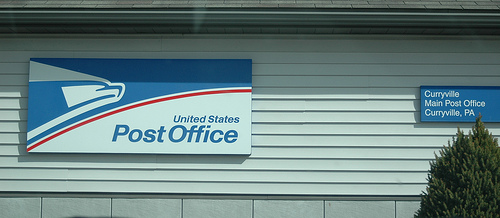 United States
Post Office
Curryville
Main Post Office
Curryville, PA